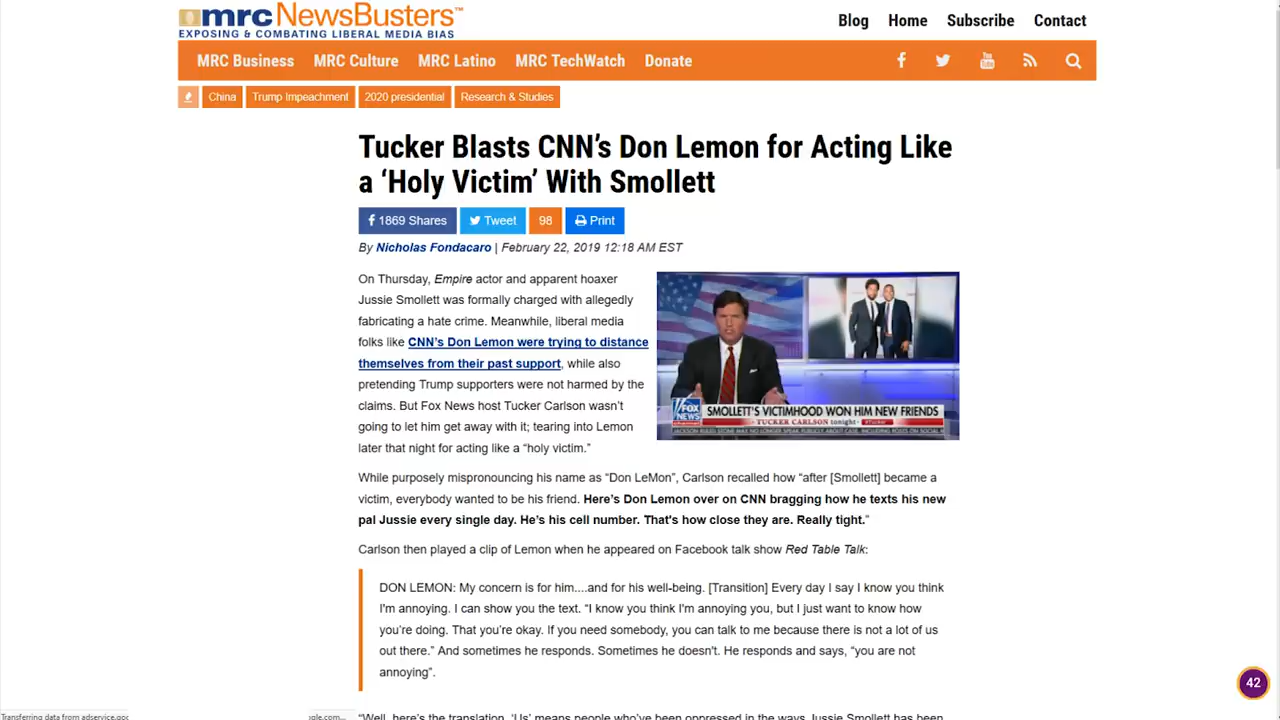 mrc NewsBusters™
EXPOSING & COMBATING LIBERAL MEDIA BIAS
Blog Home Subscribe Contact
MRC Business MRC Culture MRC Latino MRC TechWatch Donate
China Trump Impeachment 2020 presidential Research & Studies
Tucker Blasts CNN’s Don Lemon for Acting Like
a ‘Holy Victim’ With Smollett
1869 Shares Tweet 98 Print
By Nicholas Fondacaro | February 22, 2019 12:18 AM EST
On Thursday, Empire actor and apparent hoaxer
Jussie Smollett was formally charged with allegedly
fabricating a hate crime. Meanwhile, liberal media
folks like CNN’s Don Lemon were trying to distance
themselves from their past support, while also
pretending Trump supporters were not harmed by the
claims. But Fox News host Tucker Carlson wasn’t
going to let him get away with it; tearing into Lemon
later that night for acting like a “holy victim.”
FOX NEWS
SMOLLETT'S VICTIMHOOD WON HIM NEW FRIENDS
TUCKER CARLSON tonight
While purposely mispronouncing his name as “Don LeMon”, Carlson recalled how “after [Smollett] became a
victim, everybody wanted to be his friend. Here’s Don Lemon over on CNN bragging how he texts his new
pal Jussie every single day. He’s his cell number. That's how close they are. Really tight.”
Carlson then played a clip of Lemon when he appeared on Facebook talk show Red Table Talk:
DON LEMON: My concern is for him....and for his well-being. [Transition] Every day I say I know you think
I'm annoying. I can show you the text. “I know you think I'm annoying you, but I just want to know how
you’re doing. That you’re okay. If you need somebody, you can talk to me because there is not a lot of us
out there.” And sometimes he responds. Sometimes he doesn't. He responds and says, “you are not
annoying”.
42
Transferring data from adservice.goo gle.com...
“Well, here’s the translation. ‘Us’ means people who’ve been oppressed in the ways Jussie Smollett has been